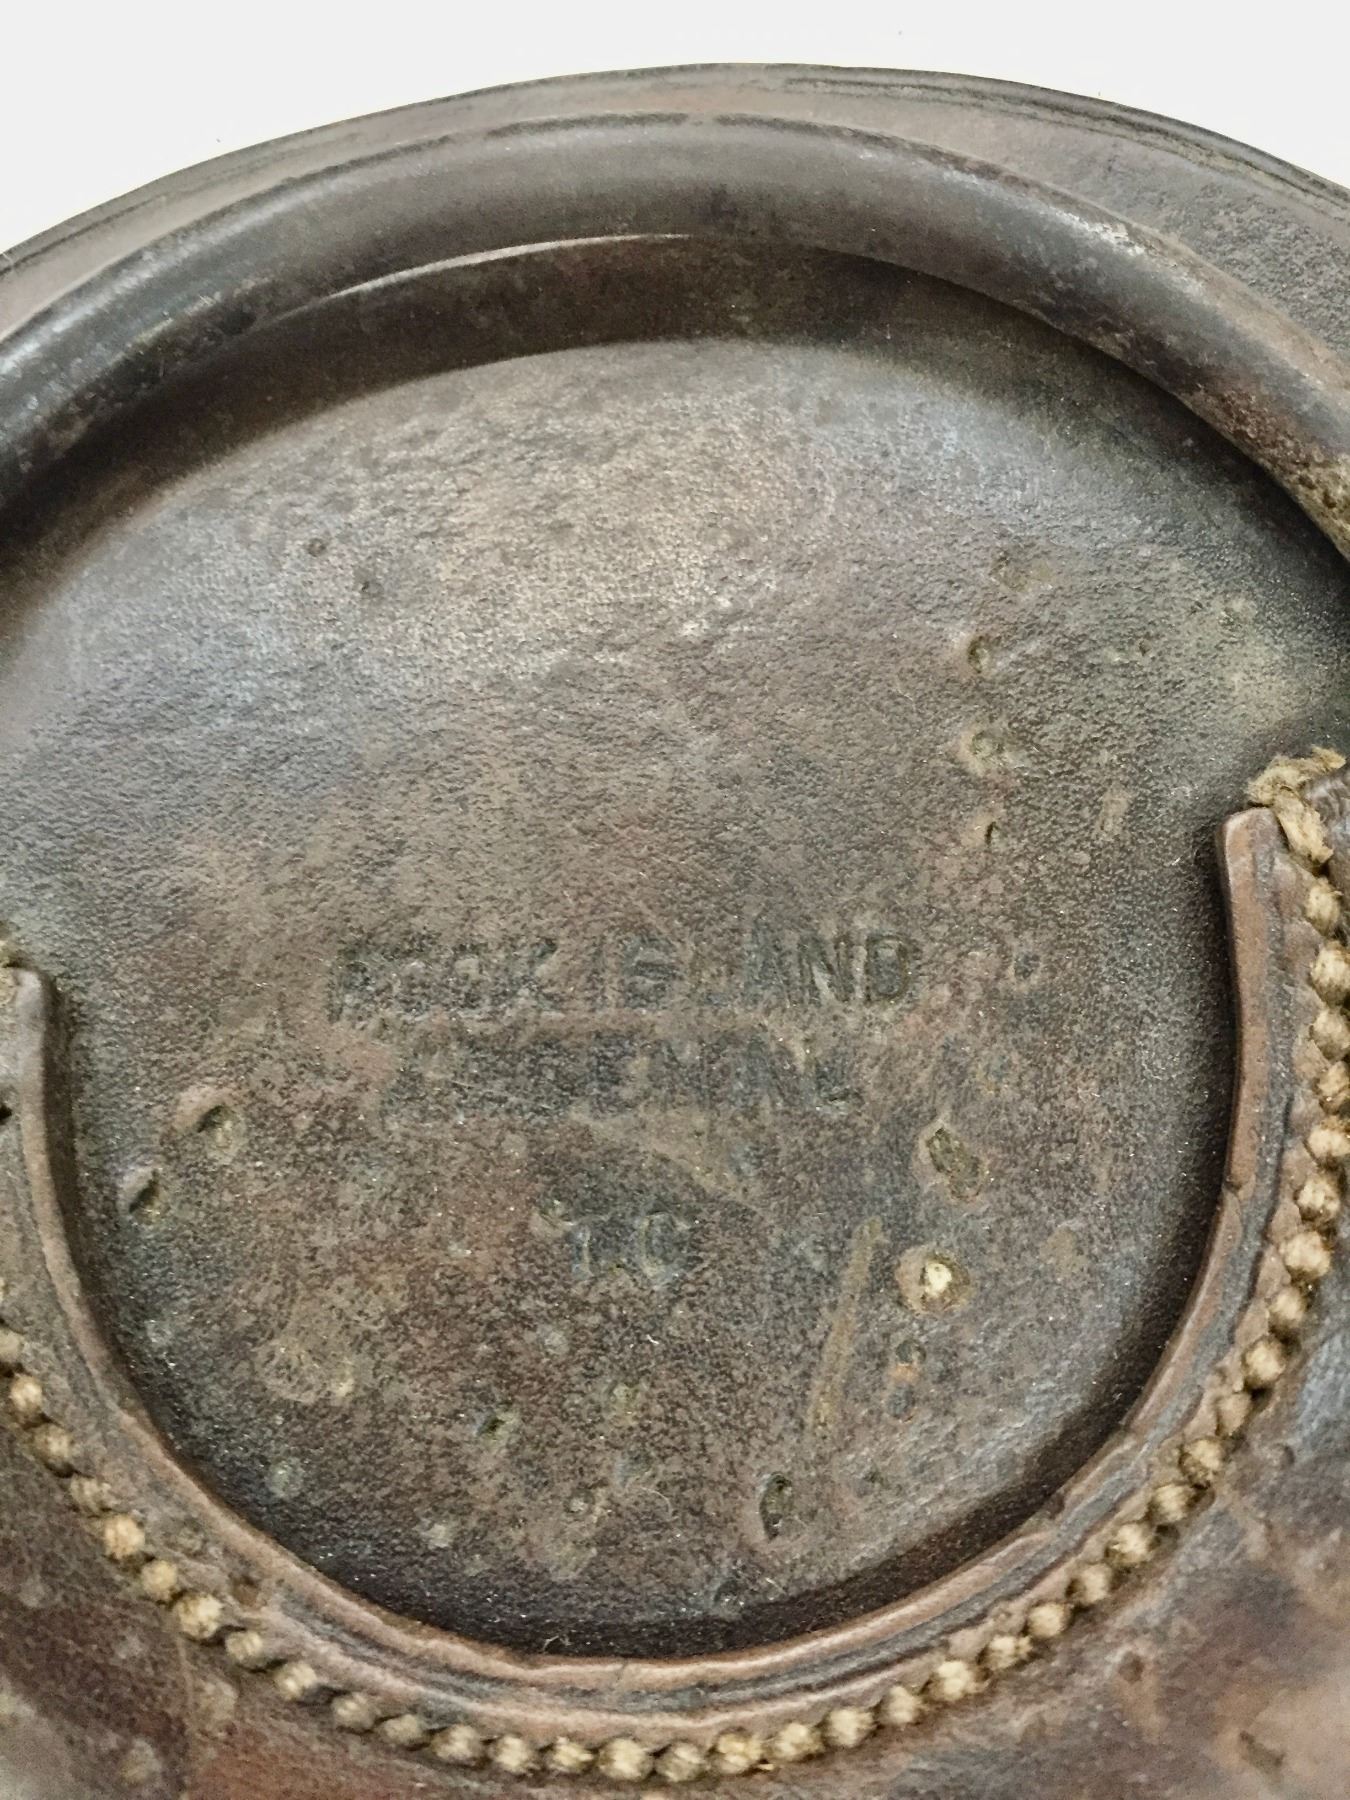 ROCK ISLAND
ARSENAL
T.C.